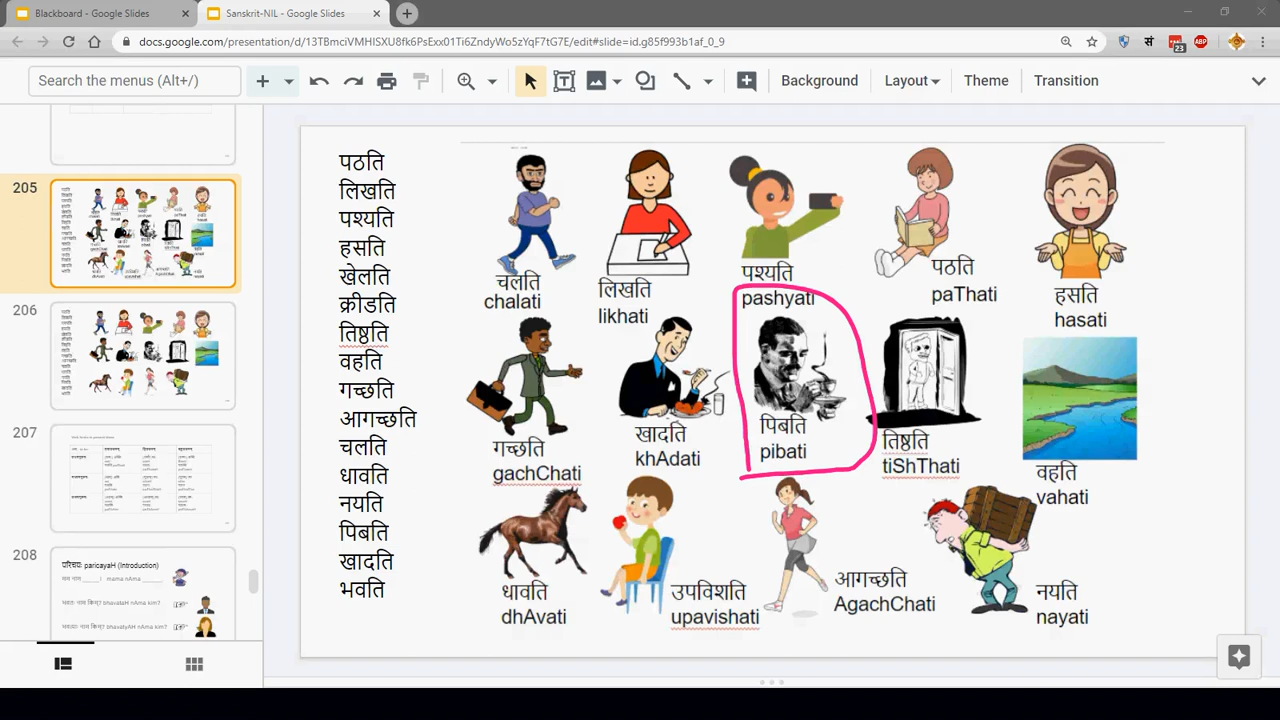 Blackboard - Google Slides
Sanskrit-NIL - Google Slides
docs.google.com/presentation/d/13TBmciVMHISXU8fk6PsExx01Ti6ZndyWo5zYqF7tG7E/edit#slide=id.g85f993b1af_0_9
सं
23
ABP
Search the menus (Alt+/)
Background
Layout
Theme
Transition
205
206
207
208
परिचयः paricayaH (Introduction)
पठति
लिखति
पश्यति
हसति
खेलति
क्रीडति
तिष्ठति
वहति
गच्छति
आगच्छति
चलति
धावति
नयति
पिबति
खादति
भवति
चलति
chalati
लिखति
likhati
पश्यति
pashyati
पठति
paThati
हसति
hasati
गच्छति
gachChati
खादति
khAdati
पिबति
pibati
तिष्ठति
tiShThati
वहति
vahati
धावति
dhAvati
उपविशति
upavishati
आगच्छति
AgachChati
नयति
nayati